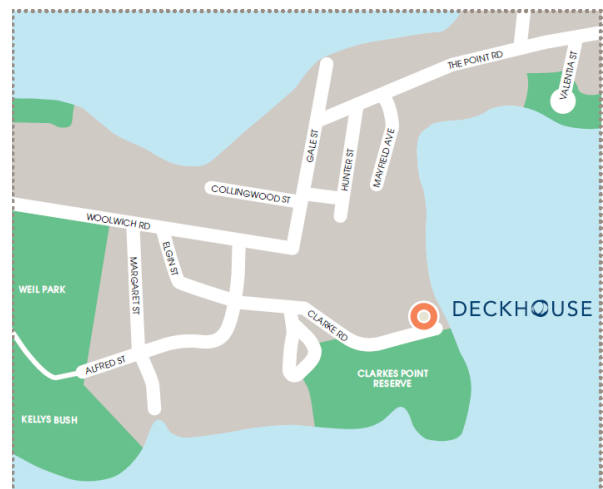 THE POINT RD
VALENTIA ST
GALE ST
HUNTER ST
MAYFIELD AVE
COLLINGWOOD ST
WOOLWICH RD
ELGIN ST
MARGARET ST
WEIL PARK
DECKHOUSE
CLARKE RD
ALFRED ST
CLARKES POINT
RESERVE
KELLYS BUSH